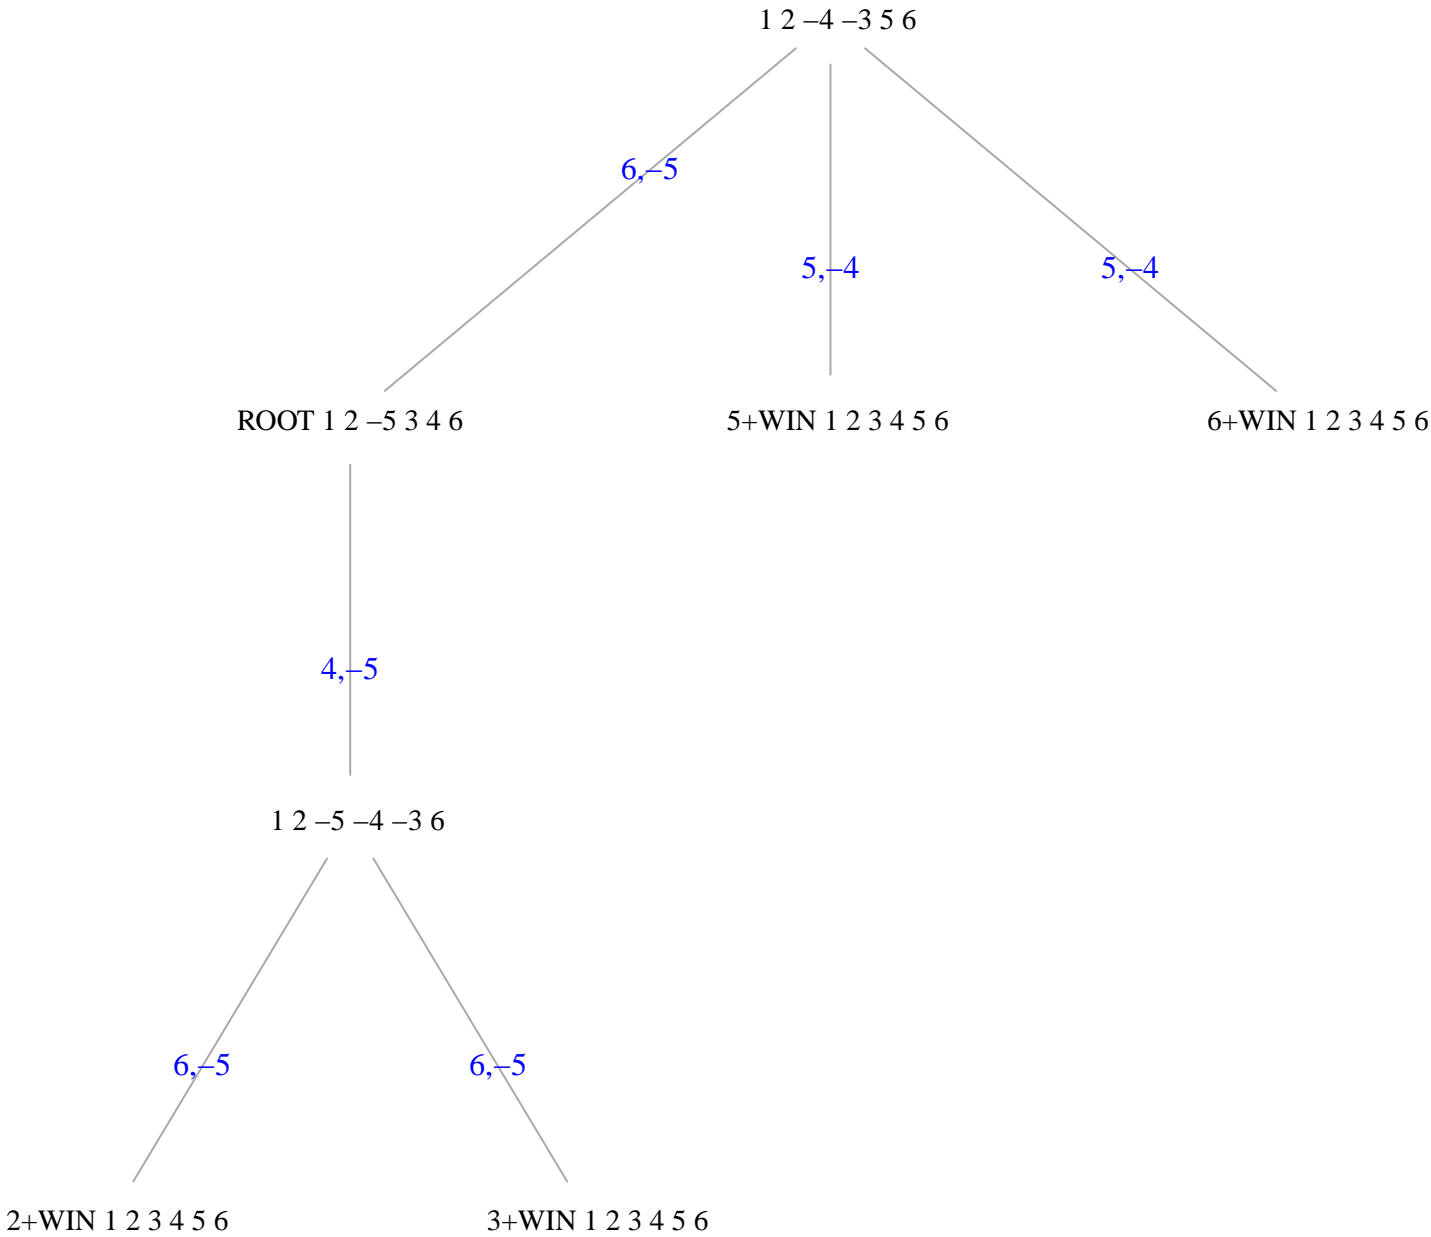 1 2 –4 –3 5 6
6,–5
5,–4
5,–4
ROOT 1 2 –5 3 4 6
5+WIN 1 2 3 4 5 6
6+WIN 1 2 3 4 5 6
4,–5
1 2 –5 –4 –3 6
6,–5
6,–5
2+WIN 1 2 3 4 5 6
3+WIN 1 2 3 4 5 6